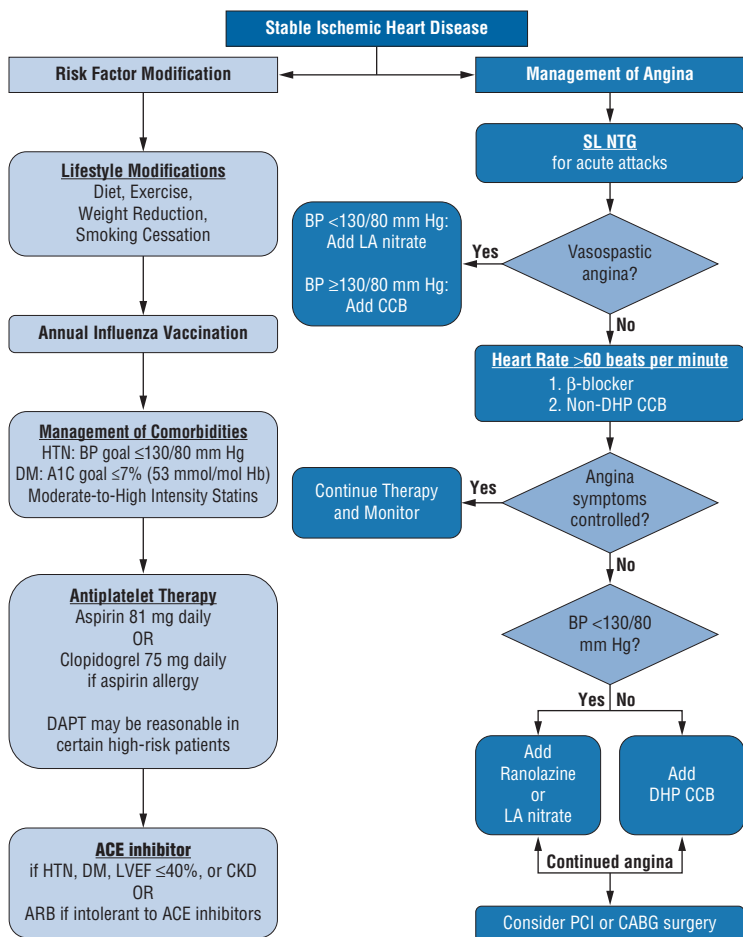 Stable Ischemic Heart Disease
Risk Factor Modification
Lifestyle Modifications
Diet, Exercise,
Weight Reduction,
Smoking Cessation
Annual Influenza Vaccination
Management of Comorbidities
HTN: BP goal ≤130/80 mm Hg
DM: A1C goal ≤7% (53 mmol/mol Hb)
Moderate-to-High Intensity Statins
Antiplatelet Therapy
Aspirin 81 mg daily
OR
Clopidogrel 75 mg daily
if aspirin allergy
DAPT may be reasonable in
certain high-risk patients
ACE inhibitor
if HTN, DM, LVEF ≤40%, or CKD
OR
ARB if intolerant to ACE inhibitors
Management of Angina
SL NTG
for acute attacks
Vasospastic
angina?
Yes
BP <130/80 mm Hg:
Add LA nitrate
BP ≥130/80 mm Hg:
Add CCB
No
Heart Rate >60 beats per minute
1. β-blocker
2. Non-DHP CCB
Angina
symptoms
controlled?
Yes
Continue Therapy
and Monitor
No
BP <130/80
mm Hg?
Yes No
Add
Ranolazine
or
LA nitrate
Add
DHP CCB
Continued angina
Consider PCI or CABG surgery